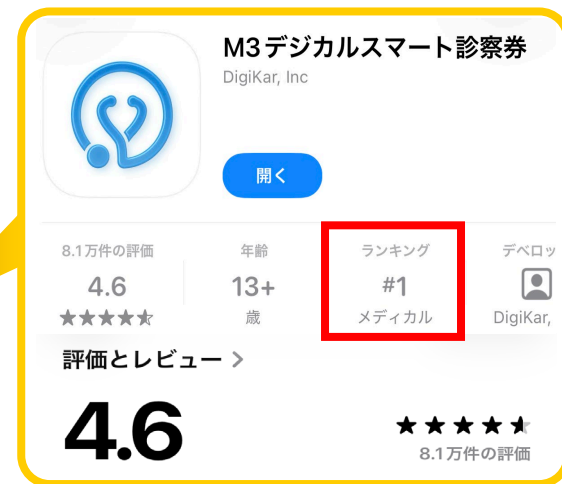 M3デジカルスマート診察券
DigiKar, Inc
開く
8.1万件の評価
4.6
★★★★★
年齢
13+
歳
ランキング
#1
メディカル
デベロッ
DigiKar,
評価とレビュー >
4.6
★★★★★
8.1万件の評価